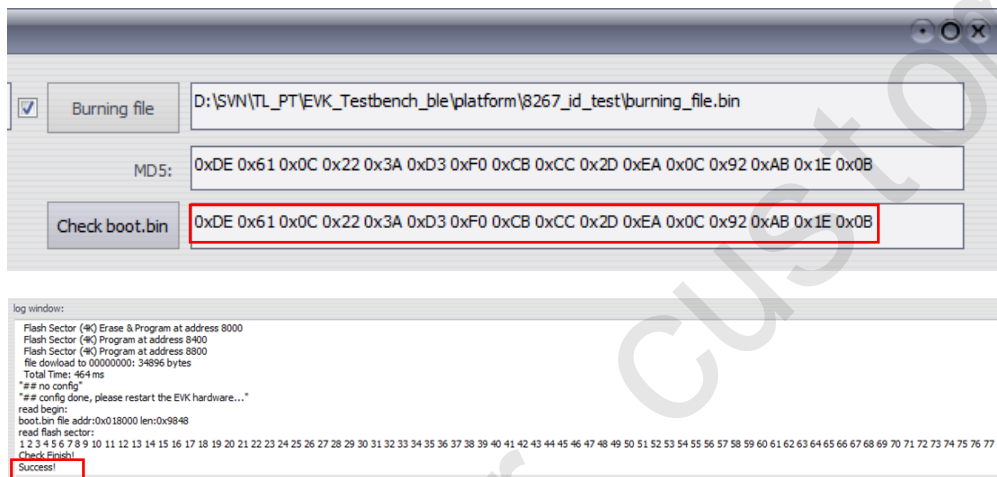 Burning file
D:\SVN\TL_PT\EVK_Testbench_ble\platform\8267_id_test\burning_file.bin
MD5:
0xDE 0x61 0x0C 0x22 0x3A 0xD3 0xF0 0xCB 0xCC 0x2D 0xEA 0x0C 0x92 0xAB 0x1E 0x0B
Check boot.bin
0xDE 0x61 0x0C 0x22 0x3A 0xD3 0xF0 0xCB 0xCC 0x2D 0xEA 0x0C 0x92 0xAB 0x1E 0x0B
log window:
Flash Sector (4K) Erase & Program at address 8000
Flash Sector (4K) Program at address 8400
Flash Sector (4K) Program at address 8800
file dowload to 00000000: 34896 bytes
Total Time: 464 ms
"## no config"
"## config done, please restart the EVK hardware..."
read begin:
boot.bin file addr:0x018000 len:0x9848
read flash sector:
1 2 3 4 5 6 7 8 9 10 11 12 13 14 15 16 17 18 19 20 21 22 23 24 25 26 27 28 29 30 31 32 33 34 35 36 37 38 39 40 41 42 43 44 45 46 47 48 49 50 51 52 53 54 55 56 57 58 59 60 61 62 63 64 65 66 67 68 69 70 71 72 73 74 75 76 77
Check Finish!
Success!